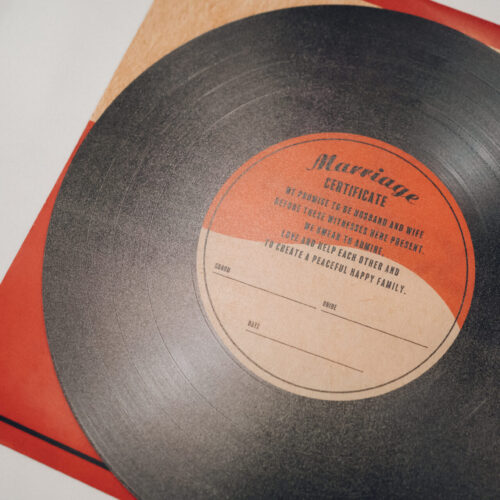 Marriage
CERTIFICATE
WE PROMISE TO BE HUSBAND AND WIFE
BEFORE THESE WITNESSES HERE PRESENT.
WE SWEAR TO ADMIRE,
LOVE AND HELP EACH OTHER AND
TO CREATE A PEACEFUL HAPPY FAMILY.
GROOM
BRIDE
DATE